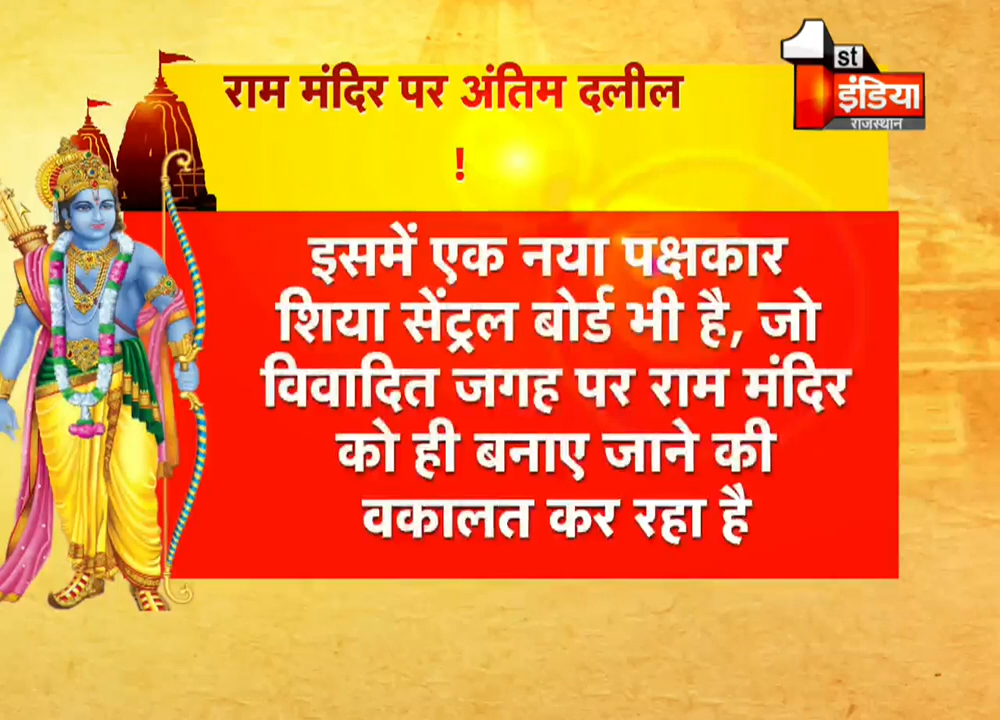 1st
इंडिया
राजस्थान
राम मंदिर पर अंतिम दलील
!
इसमें एक नया पक्षकार
शिया सेंट्रल बोर्ड भी है, जो
विवादित जगह पर राम मंदिर
को ही बनाए जाने की
वकालत कर रहा है